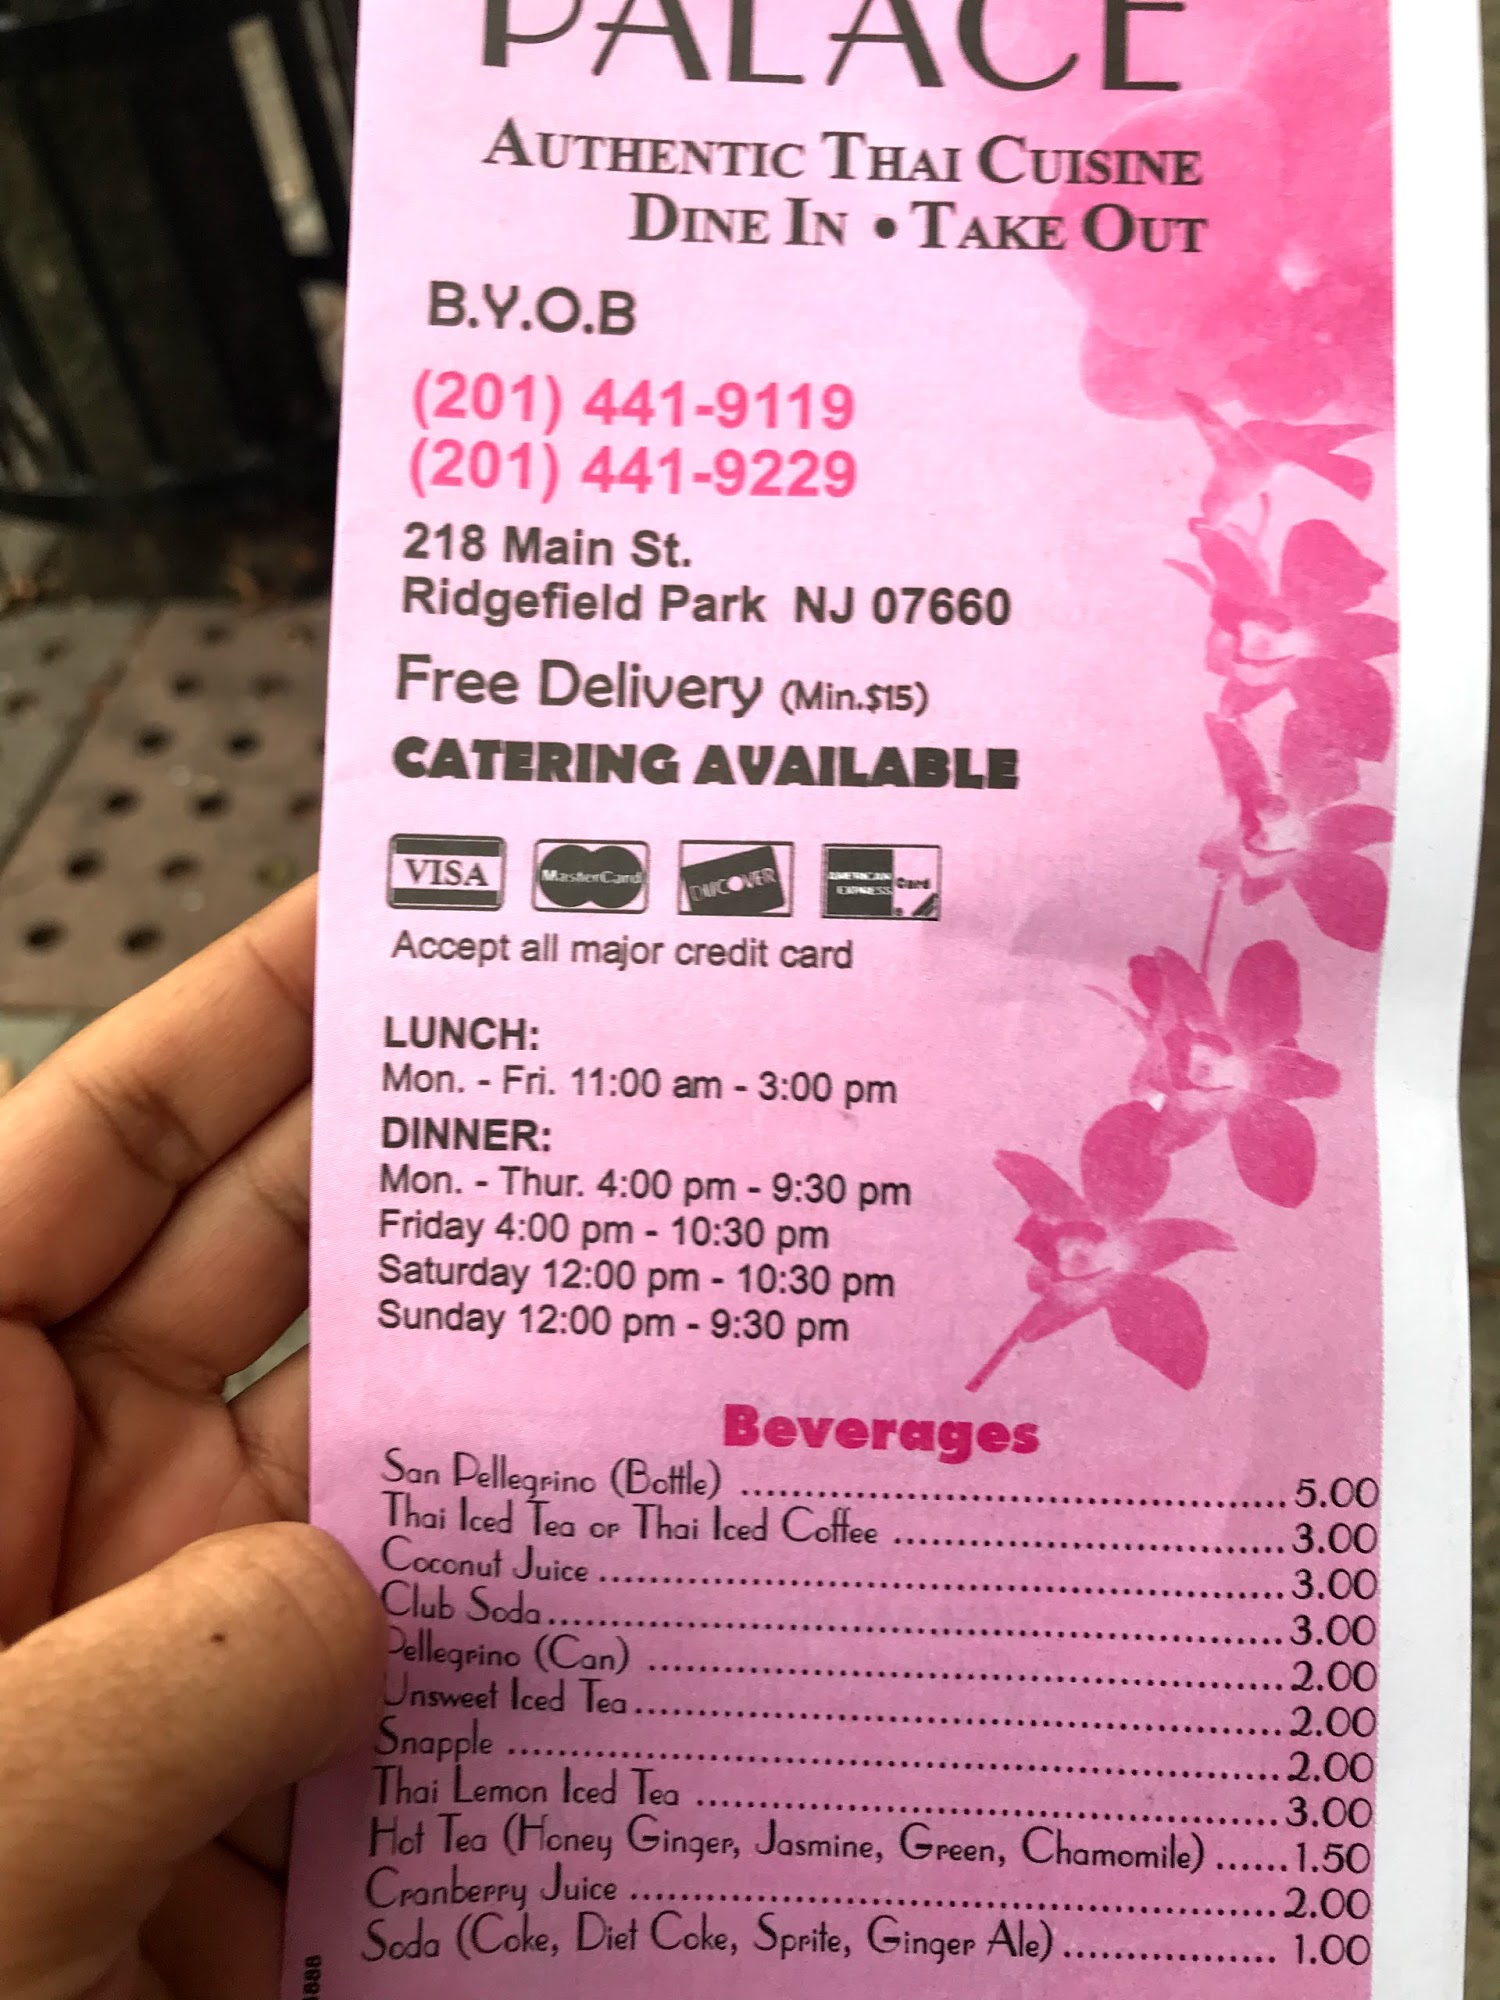 PALACE
AUTHENTIC THAI CUISINE
DINE IN • TAKE OUT
B.Y.O.B
(201) 441-9119
(201) 441-9229
218 Main St.
Ridgefield Park NJ 07660
Free Delivery (Min.$15)
CATERING AVAILABLE
VISA MasterCard DISCOVER AMERICAN EXPRESS Card
Accept all major credit card
LUNCH:
Mon. - Fri. 11:00 am - 3:00 pm
DINNER:
Mon. - Thur. 4:00 pm - 9:30 pm
Friday 4:00 pm - 10:30 pm
Saturday 12:00 pm - 10:30 pm
Sunday 12:00 pm - 9:30 pm
Beverages
San Pellegrino (Bottle) 5.00
Thai Iced Tea or Thai Iced Coffee 3.00
Coconut Juice 3.00
Club Soda 3.00
Pellegrino (Can) 2.00
Unsweet Iced Tea 2.00
Snapple 2.00
Thai Lemon Iced Tea 3.00
Hot Tea (Honey Ginger, Jasmine, Green, Chamomile) 1.50
Cranberry Juice 2.00
Soda (Coke, Diet Coke, Sprite, Ginger Ale) 1.00